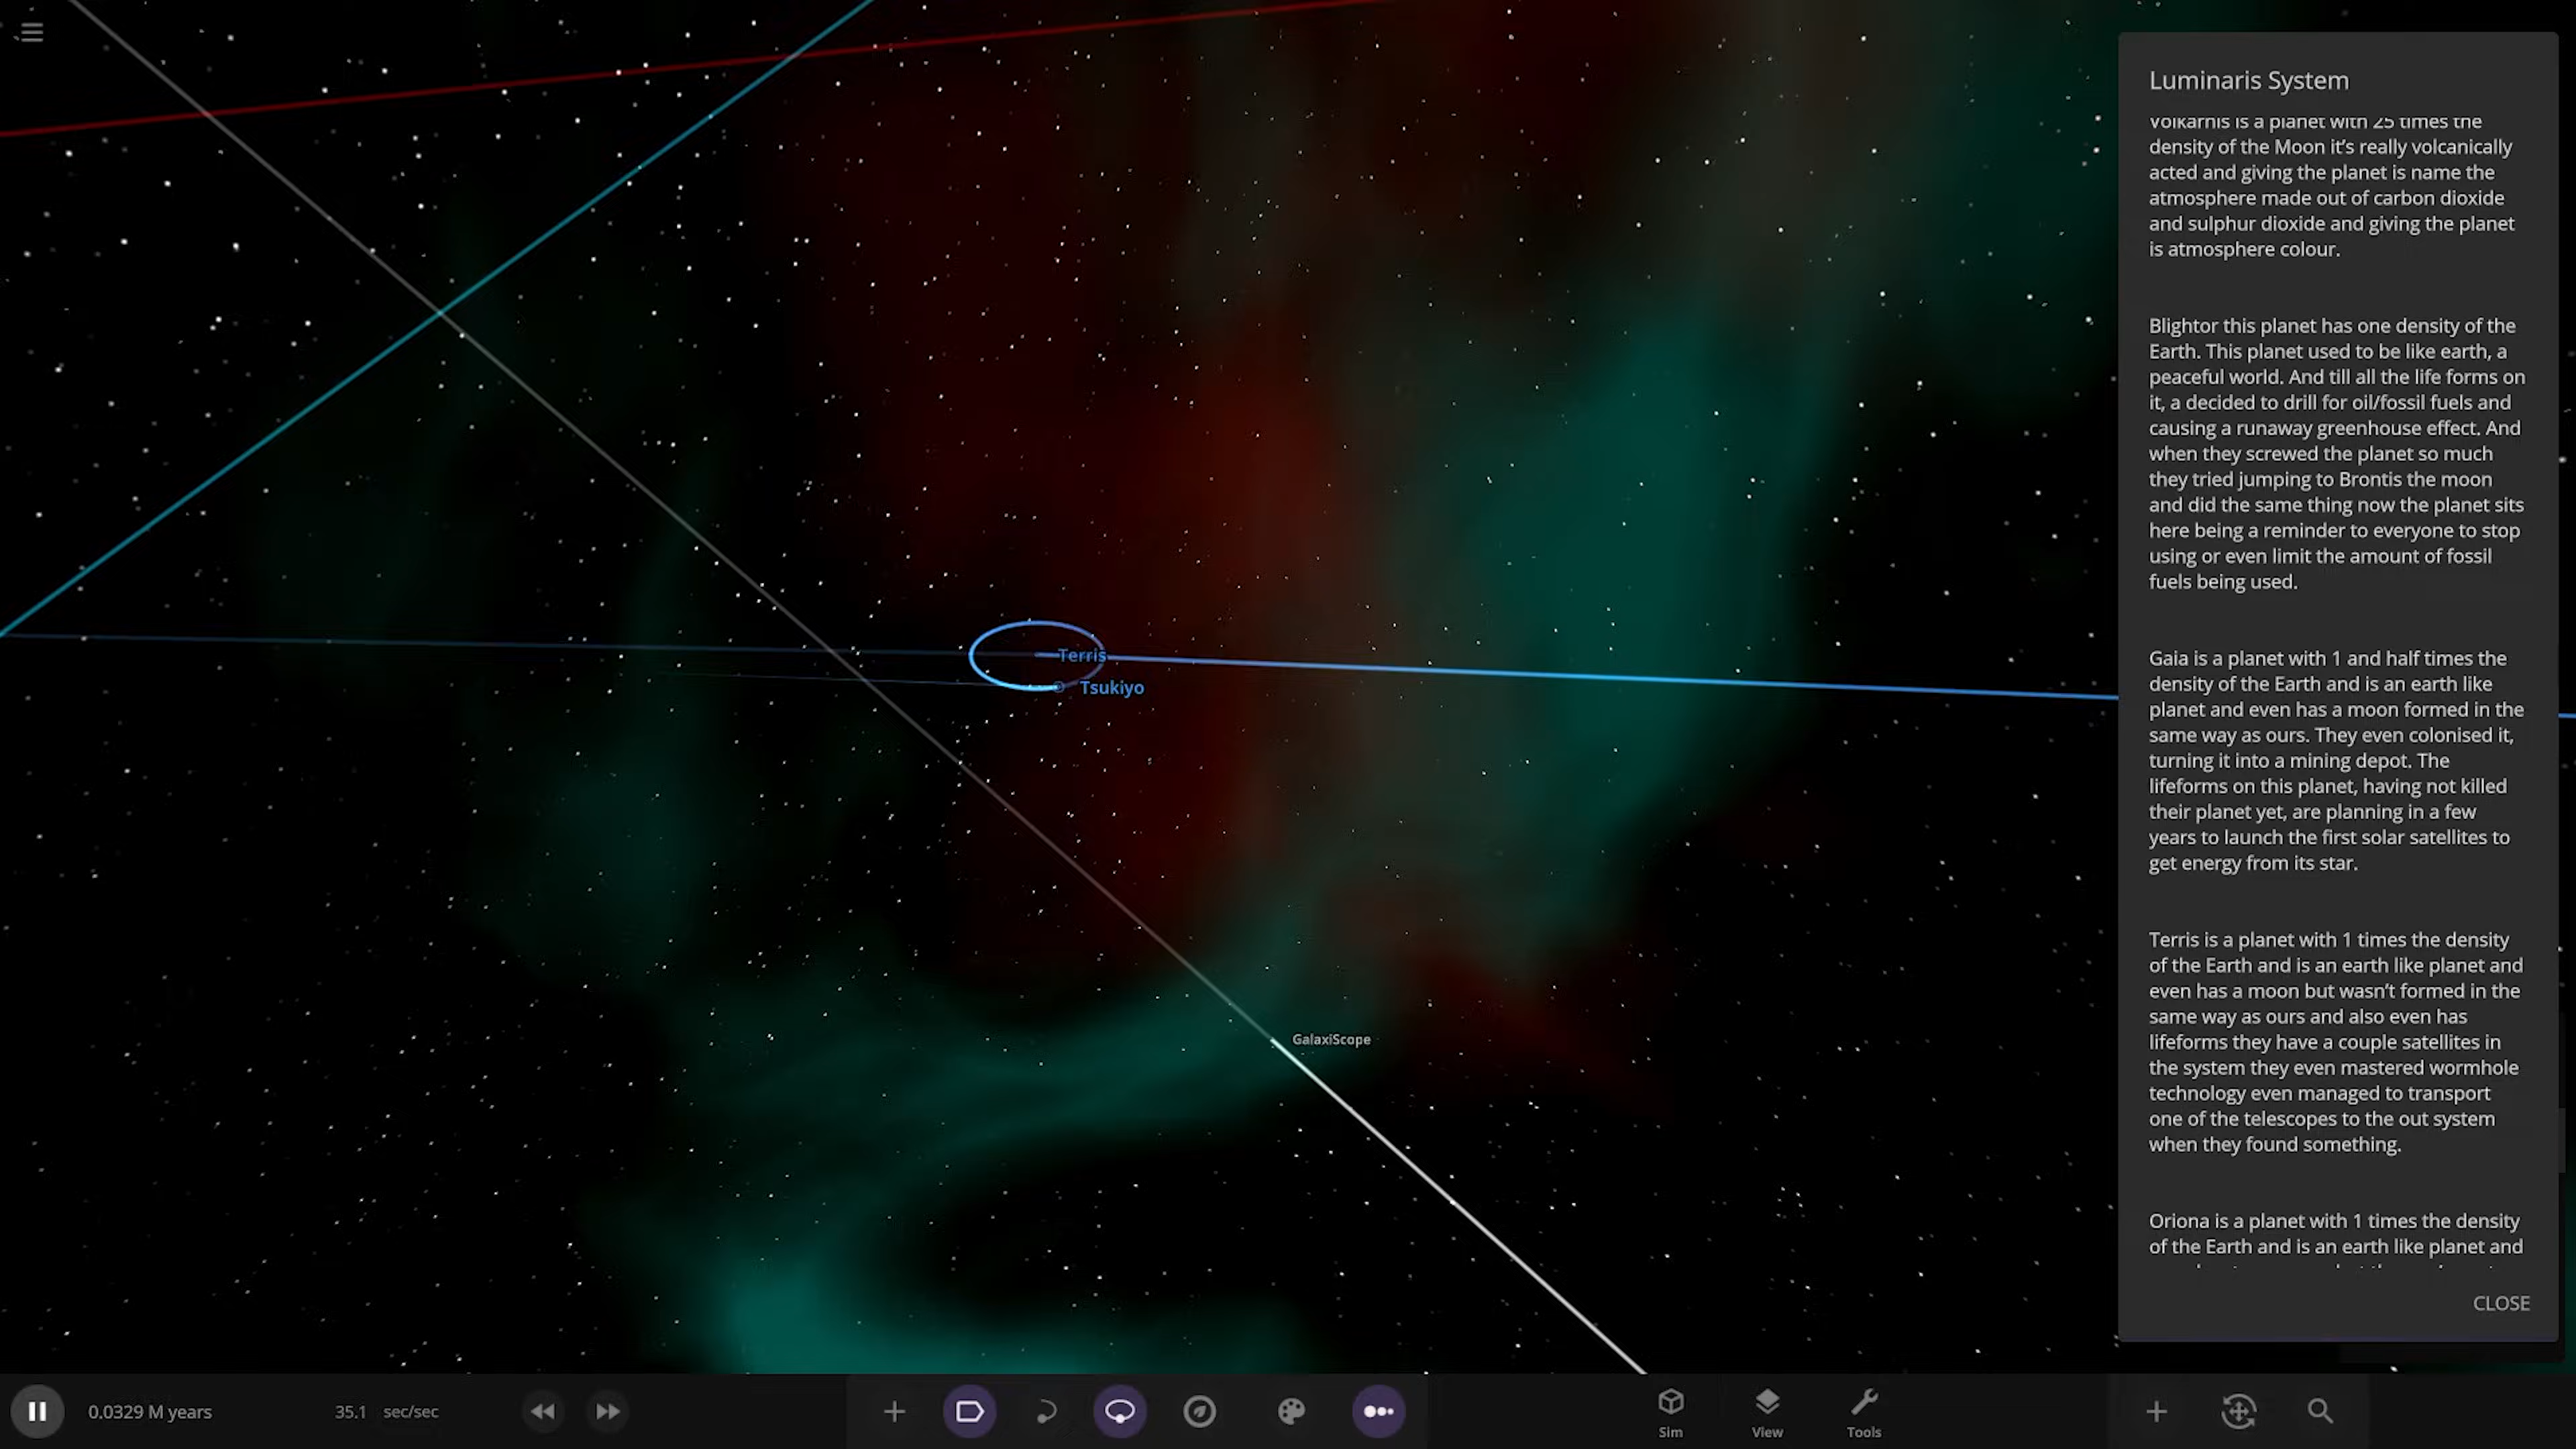 Luminaris System
Volkarnis is a planet with 25 times the
density of the Moon it's really volcanically
acted and giving the planet is name the
atmosphere made out of carbon dioxide
and sulphur dioxide and giving the planet
is atmosphere colour.
Blightor this planet has one density of the
Earth. This planet used to be like earth, a
peaceful world. And till all the life forms on
it, a decided to drill for oil/fossil fuels and
causing a runaway greenhouse effect. And
when they screwed the planet so much
they tried jumping to Brontis the moon
and did the same thing now the planet sits
here being a reminder to everyone to stop
using or even limit the amount of fossil
fuels being used.
Gaia is a planet with 1 and half times the
density of the Earth and is an earth like
planet and even has a moon formed in the
same way as ours. They even colonised it,
turning it into a mining depot. The
lifeforms on this planet, having not killed
their planet yet, are planning in a few
years to launch the first solar satellites to
get energy from its star.
Terris is a planet with 1 times the density
of the Earth and is an earth like planet and
even has a moon but wasn't formed in the
same way as ours and also even has
lifeforms they have a couple satellites in
the system they even mastered wormhole
technology even managed to transport
one of the telescopes to the out system
when they found something.
Oriona is a planet with 1 times the density
of the Earth and is an earth like planet and
CLOSE
Terris
Tsukiyo
GalaxiScope
0.0329 M years
35.1 sec/sec
Sim
View
Tools